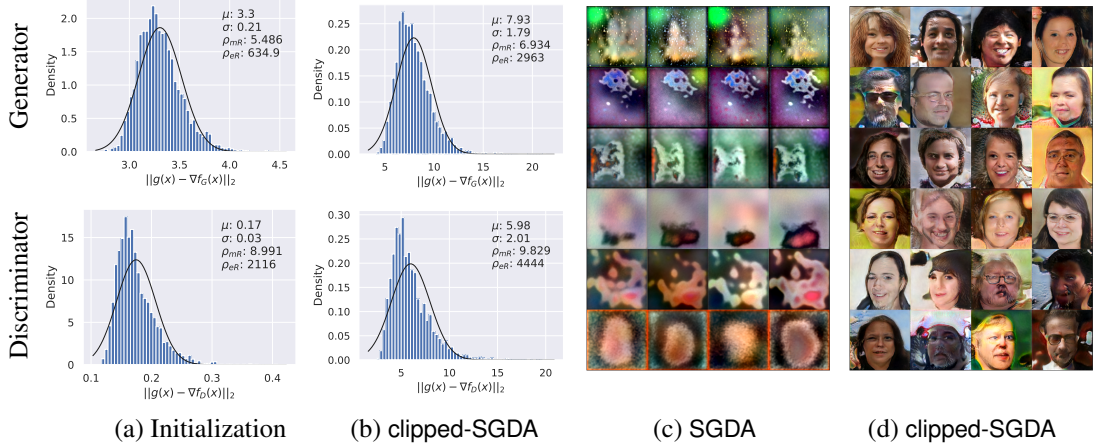 Generator
Density
2.0
1.5
1.0
0.5
0.0
μ: 3.3
σ: 0.21
ρmR: 5.486
ρeR: 634.9
3.0 3.5 4.0 4.5
||g(x) − ∇fG(x)||2
Density
0.25
0.20
0.15
0.10
0.05
0.00
μ: 7.93
σ: 1.79
ρmR: 6.934
ρeR: 2963
5 10 15 20
||g(x) − ∇fG(x)||2
Discriminator
Density
15
10
5
0
μ: 0.17
σ: 0.03
ρmR: 8.991
ρeR: 2116
0.1 0.2 0.3 0.4
||g(x) − ∇fD(x)||2
Density
0.30
0.25
0.20
0.15
0.10
0.05
0.00
μ: 5.98
σ: 2.01
ρmR: 9.829
ρeR: 4444
5 10 15 20
||g(x) − ∇fD(x)||2
(a) Initialization
(b) clipped-SGDA
(c) SGDA
(d) clipped-SGDA